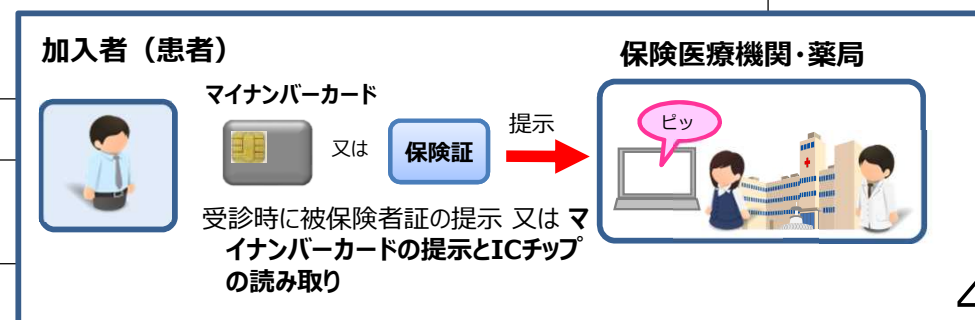 加入者（患者）
保険医療機関・薬局
マイナンバーカード
又は
保険証
提示
ピッ
受診時に被保険者証の提示 又は マ
イナンバーカードの提示とICチップ
の読み取り